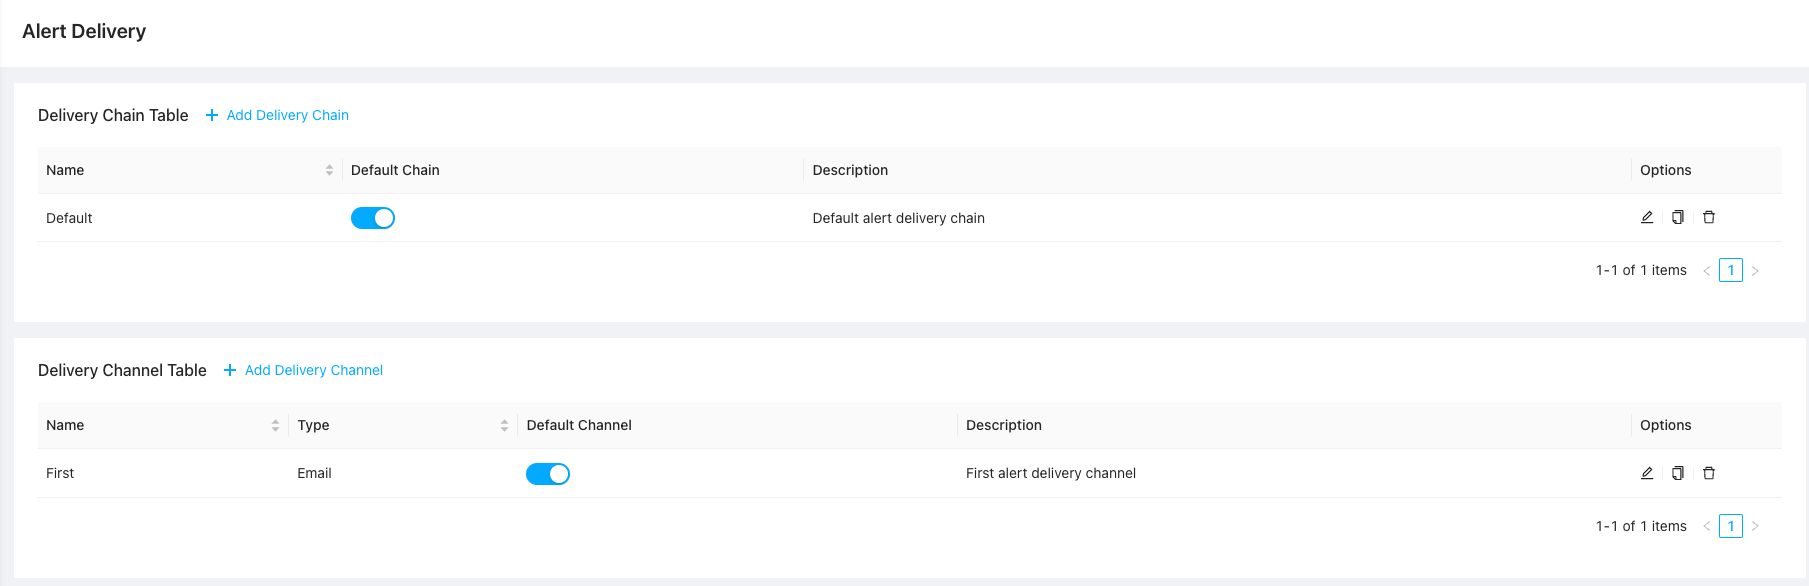 Alert Delivery
Delivery Chain Table + Add Delivery Chain
Name Default Chain Description Options
Default Default alert delivery chain
1-1 of 1 items < 1 >
Delivery Channel Table + Add Delivery Channel
Name Type Default Channel Description Options
First Email First alert delivery channel
1-1 of 1 items < 1 >